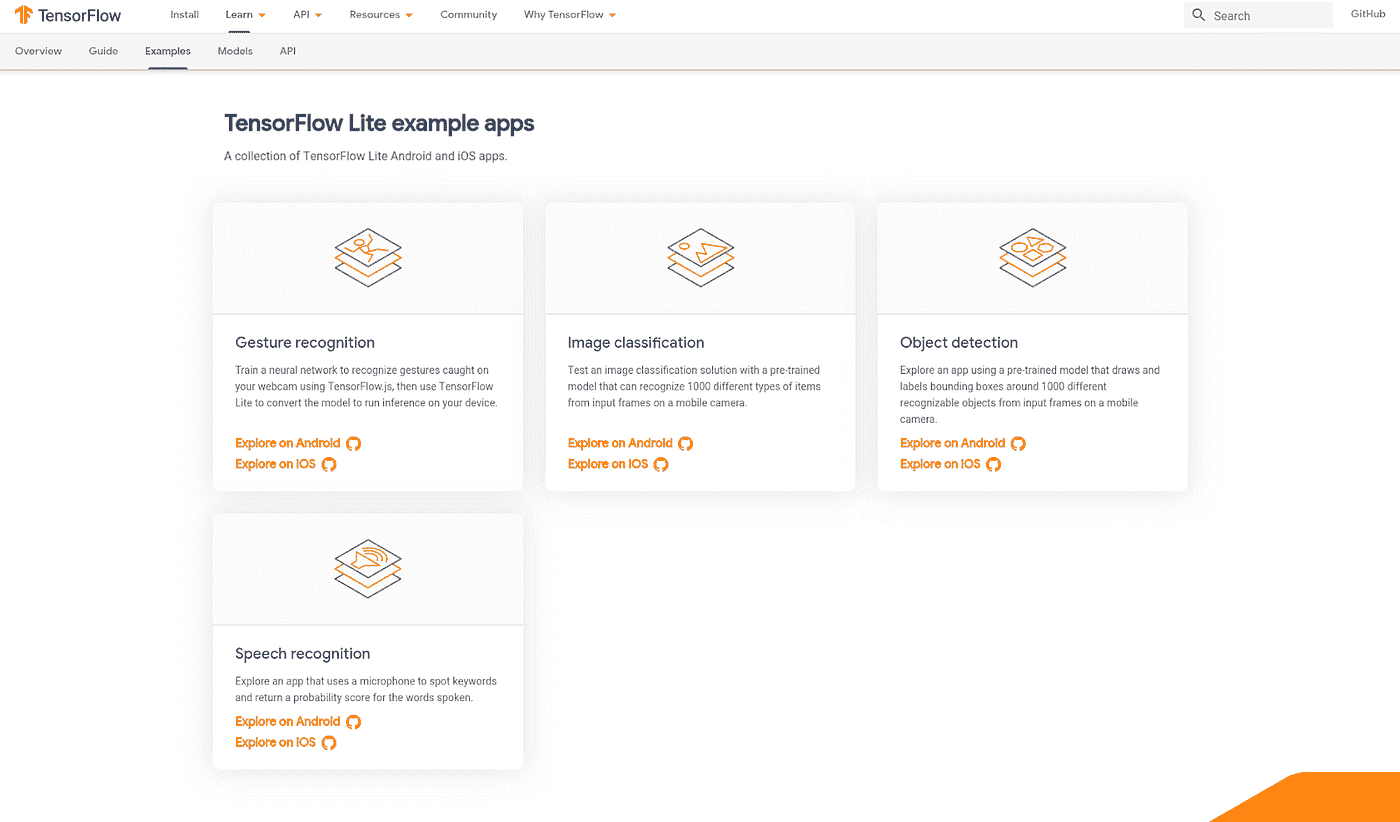 TensorFlow
Install
Learn
API
Resources
Community
Why TensorFlow
Search
GitHub
Overview
Guide
Examples
Models
API
TensorFlow Lite example apps
A collection of TensorFlow Lite Android and iOS apps.
Gesture recognition
Train a neural network to recognize gestures caught on
your webcam using TensorFlow.js, then use TensorFlow
Lite to convert the model to run inference on your device.
Explore on Android
Explore on iOS
Image classification
Test an image classification solution with a pre-trained
model that can recognize 1000 different types of items
from input frames on a mobile camera.
Explore on Android
Explore on iOS
Object detection
Explore an app using a pre-trained model that draws and
labels bounding boxes around 1000 different
recognizable objects from input frames on a mobile
camera.
Explore on Android
Explore on iOS
Speech recognition
Explore an app that uses a microphone to spot keywords
and return a probability score for the words spoken.
Explore on Android
Explore on iOS